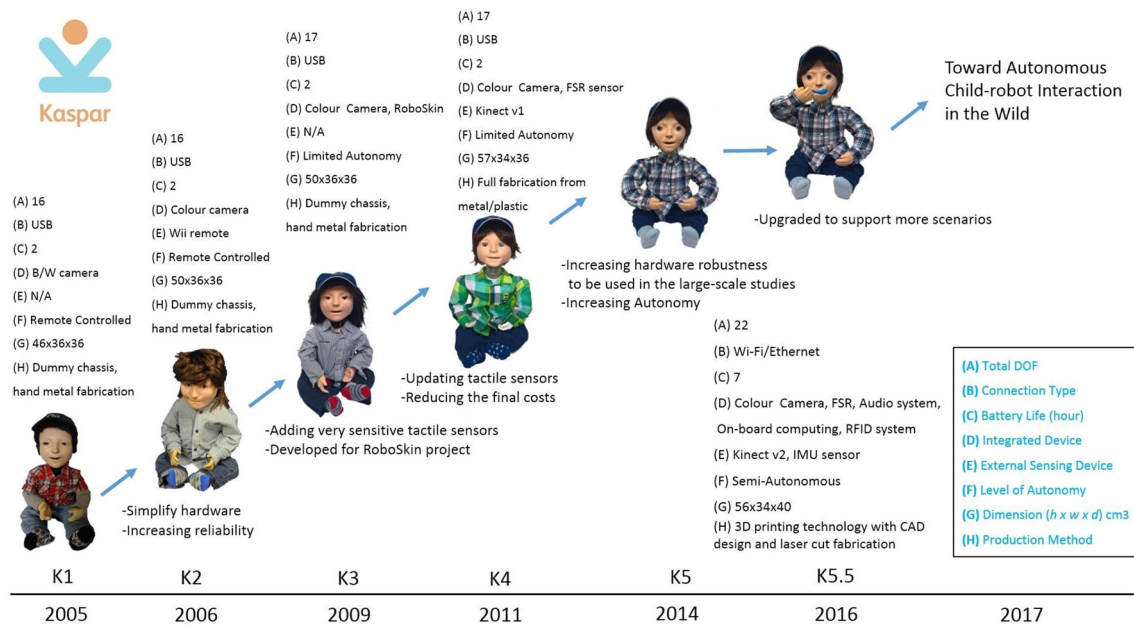 Kaspar
(A) 16
(B) USB
(C) 2
(D) B/W camera
(E) N/A
(F) Remote Controlled
(G) 46x36x36
(H) Dummy chassis,
hand metal fabrication
(A) 16
(B) USB
(C) 2
(D) Colour camera
(E) Wii remote
(F) Remote Controlled
(G) 50x36x36
(H) Dummy chassis,
hand metal fabrication
-Simplify hardware
-Increasing reliability
(A) 17
(B) USB
(C) 2
(D) Colour Camera, RoboSkin
(E) N/A
(F) Limited Autonomy
(G) 50x36x36
(H) Dummy chassis,
hand metal fabrication
-Adding very sensitive tactile sensors
-Developed for RoboSkin project
(A) 17
(B) USB
(C) 2
(D) Colour Camera, FSR sensor
(E) Kinect v1
(F) Limited Autonomy
(G) 57x34x36
(H) Full fabrication from
metal/plastic
-Updating tactile sensors
-Reducing the final costs
-Increasing hardware robustness
to be used in the large-scale studies
-Increasing Autonomy
-Upgraded to support more scenarios
(A) 22
(B) Wi-Fi/Ethernet
(C) 7
(D) Colour Camera, FSR, Audio system,
On-board computing, RFID system
(E) Kinect v2, IMU sensor
(F) Semi-Autonomous
(G) 56x34x40
(H) 3D printing technology with CAD
design and laser cut fabrication
Toward Autonomous
Child-robot Interaction
in the Wild
(A) Total DOF
(B) Connection Type
(C) Battery Life (hour)
(D) Integrated Device
(E) External Sensing Device
(F) Level of Autonomy
(G) Dimension (h x w x d) cm3
(H) Production Method
K1 K2 K3 K4 K5 K5.5
2005 2006 2009 2011 2014 2016 2017